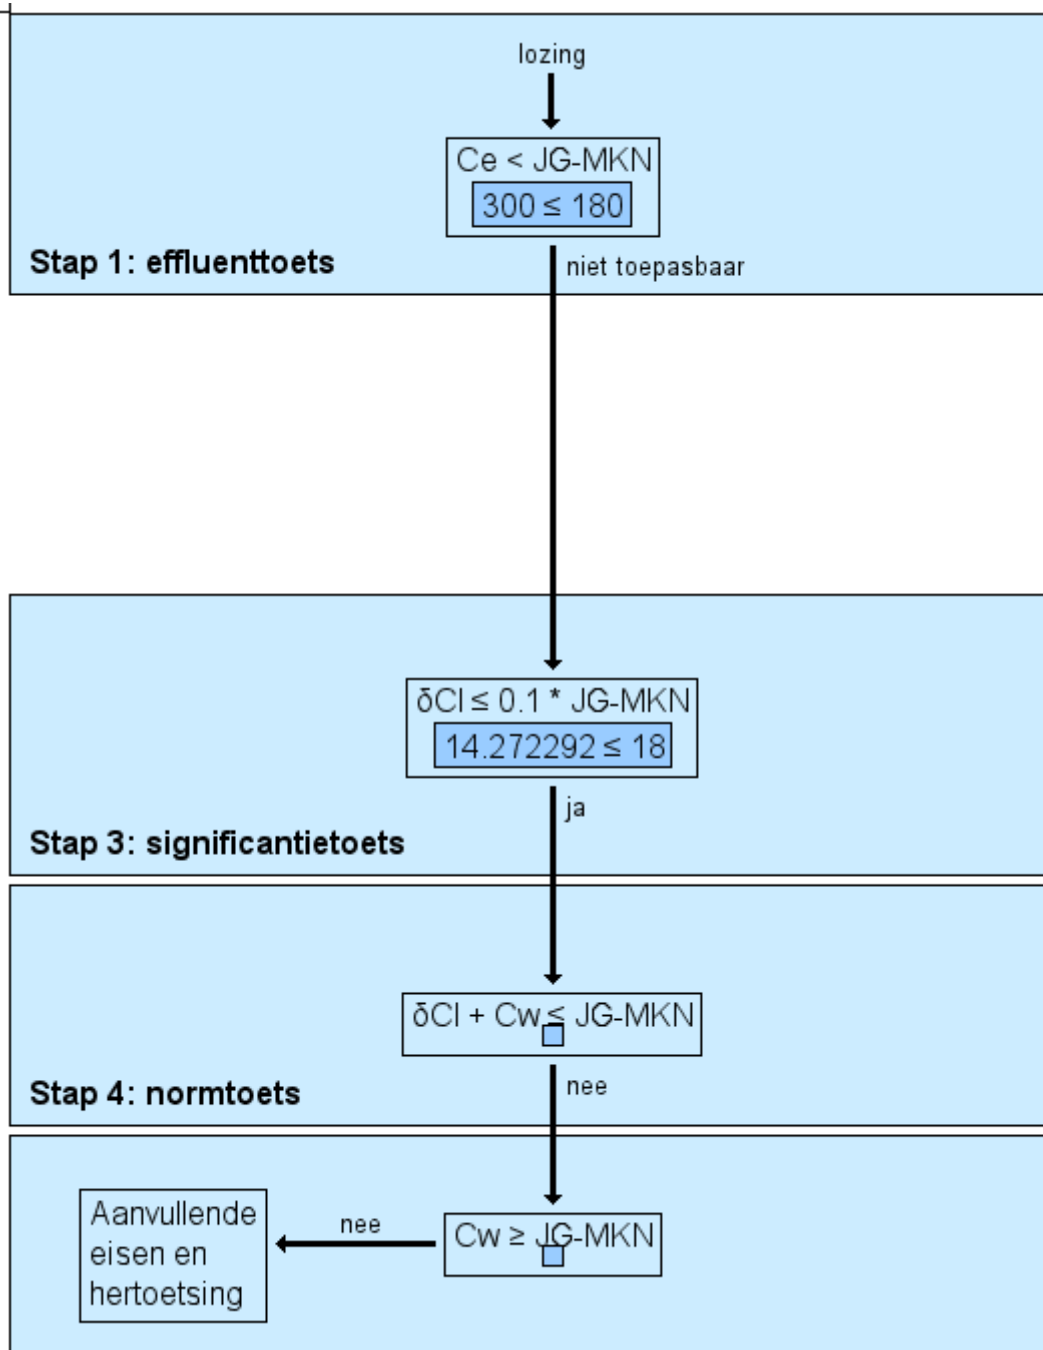 lozing
Ce < JG-MKN
300 ≤ 180
Stap 1: effluenttoets
niet toepasbaar
δCl ≤ 0.1 * JG-MKN
14.272292 ≤ 18
ja
Stap 3: significantietoets
δCl + Cw ≤ JG-MKN
nee
Stap 4: normtoets
Cw ≥ JG-MKN
nee
Aanvullende
eisen en
hertoetsing